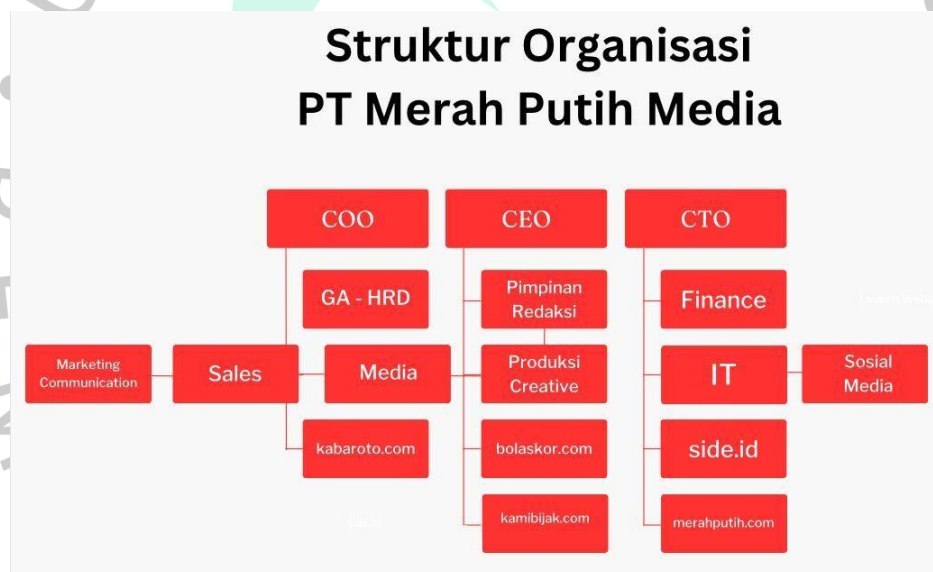 Struktur Organisasi
PT Merah Putih Media
COO
CEO
CTO
GA - HRD
Pimpinan
Redaksi
Finance
Marketing
Communication
Sales
Media
Produksi
Creative
IT
Sosial
Media
kabaroto.com
bolaskor.com
side.id
kamibijak.com
merahputih.com